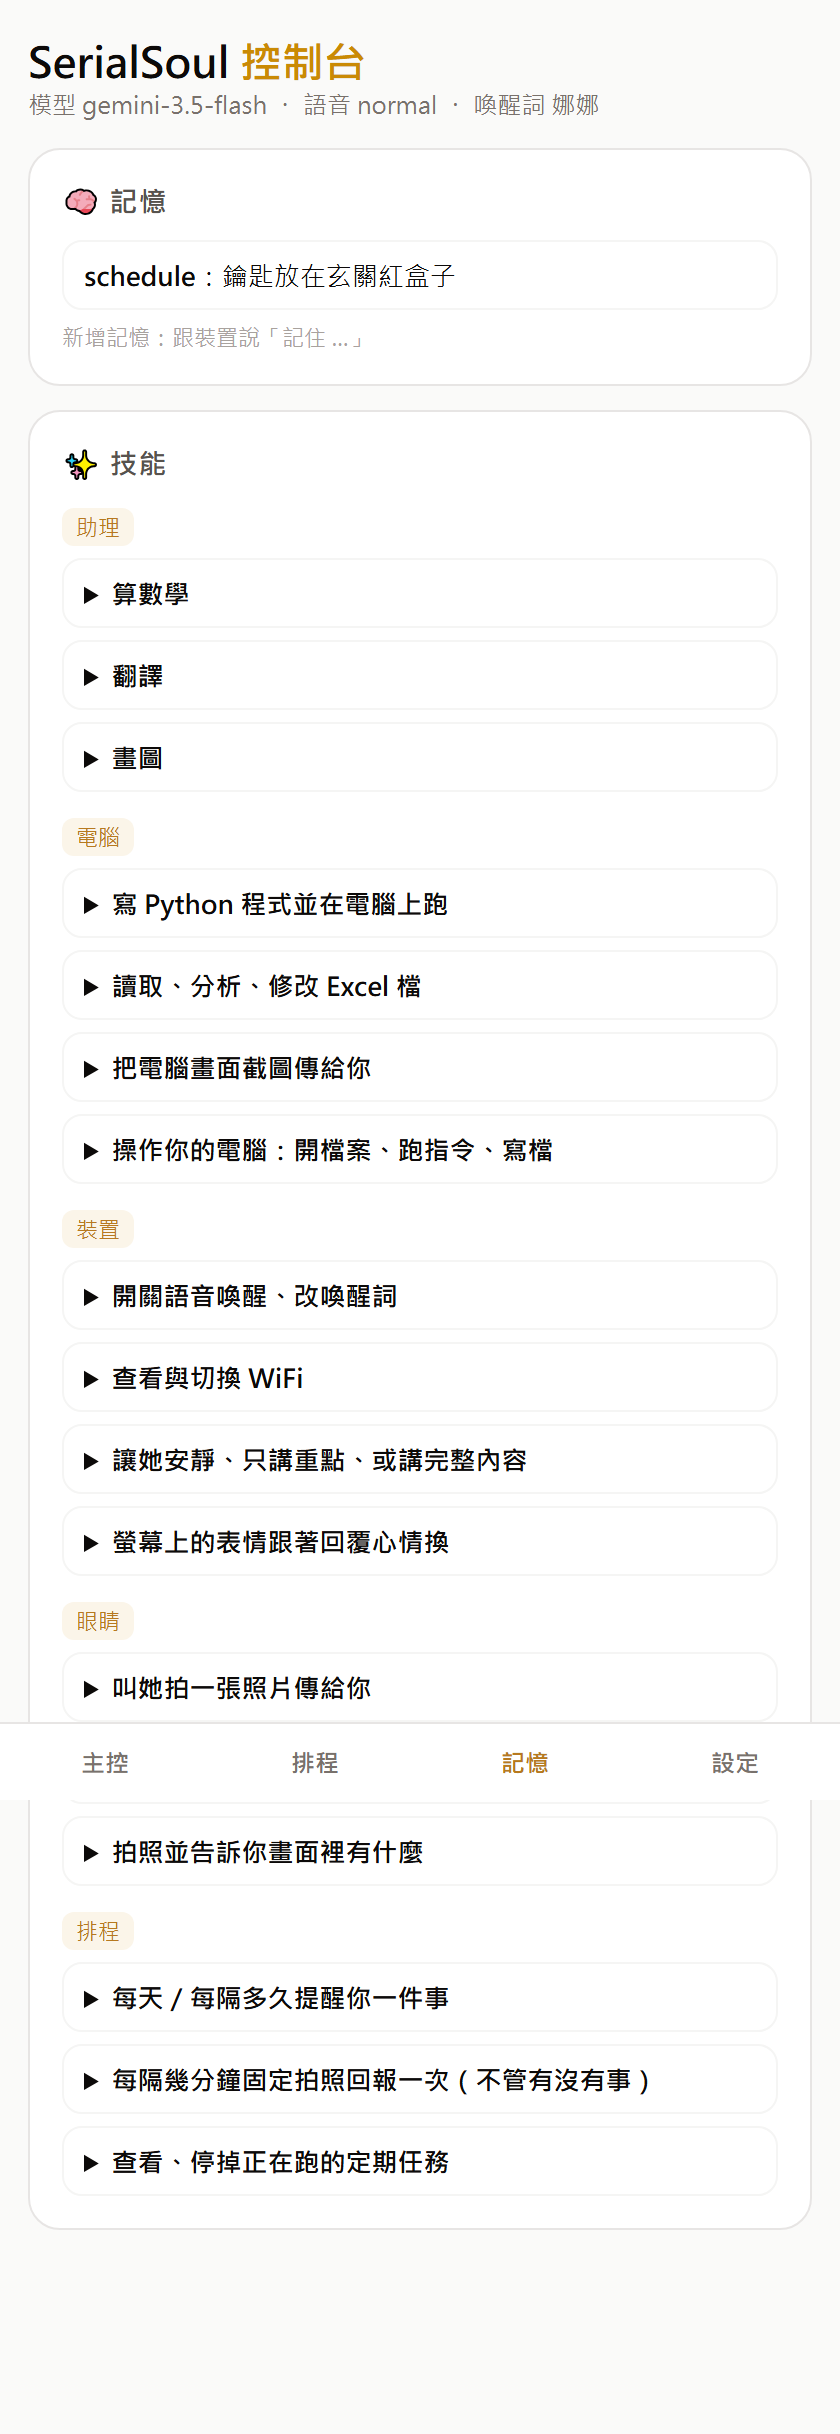 SerialSoul 控制台
模型 gemini-3.5-flash · 語音 normal · 喚醒詞 娜娜
記憶
schedule：鑰匙放在玄關紅盒子
新增記憶：跟裝置說「記住 ...」
技能
助理
算數學
翻譯
畫圖
電腦
寫 Python 程式並在電腦上跑
讀取、分析、修改 Excel 檔
把電腦畫面截圖傳給你
操作你的電腦：開檔案、跑指令、寫檔
裝置
開關語音喚醒、改喚醒詞
查看與切換 WiFi
讓她安靜、只講重點、或講完整內容
螢幕上的表情跟著回覆心情換
眼睛
叫她拍一張照片傳給你
主控
排程
記憶
設定
拍照並告訴你畫面裡有什麼
排程
每天 / 每隔多久提醒你一件事
每隔幾分鐘固定拍照回報一次（不管有沒有事）
查看、停掉正在跑的定期任務